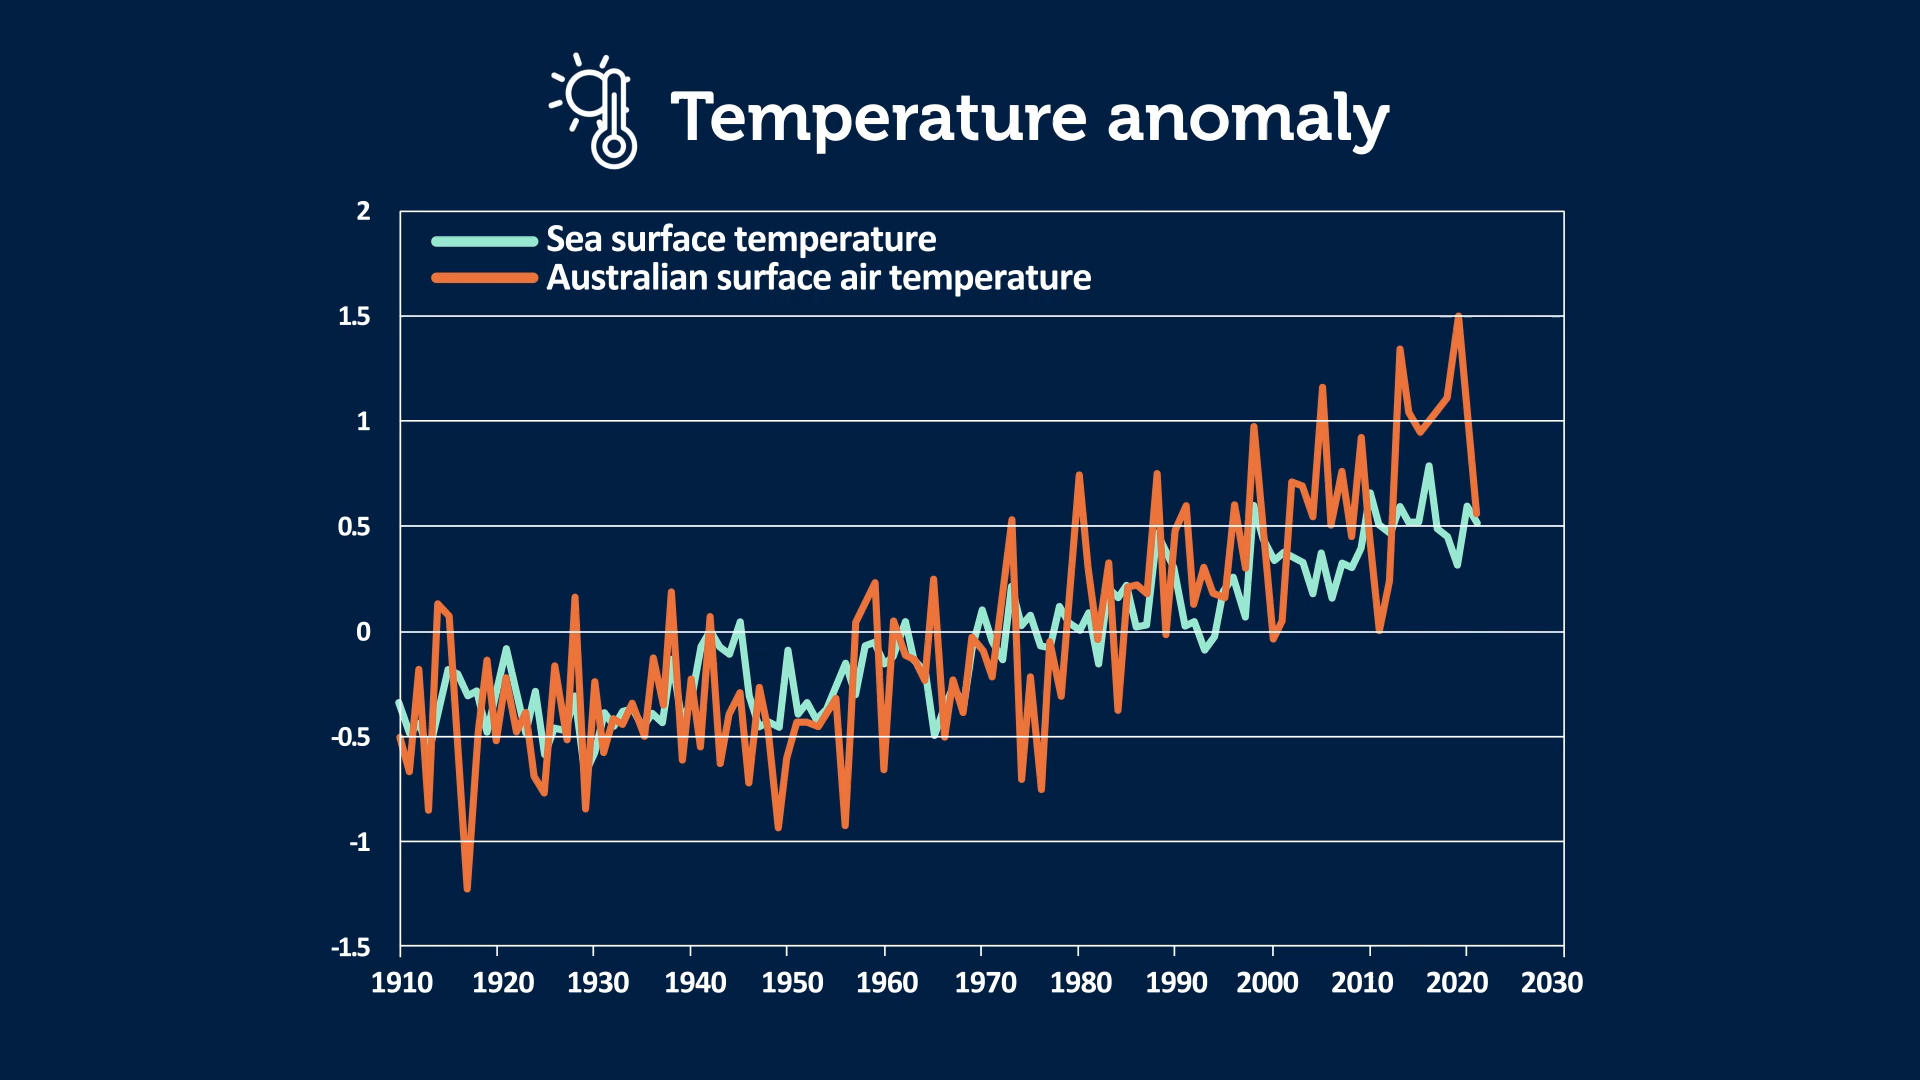 Temperature anomaly
2
Sea surface temperature
Australian surface air temperature
1.5
1
0.5
0
-0.5
-1
-1.5
1910 1920 1930 1940 1950 1960 1970 1980 1990 2000 2010 2020 2030